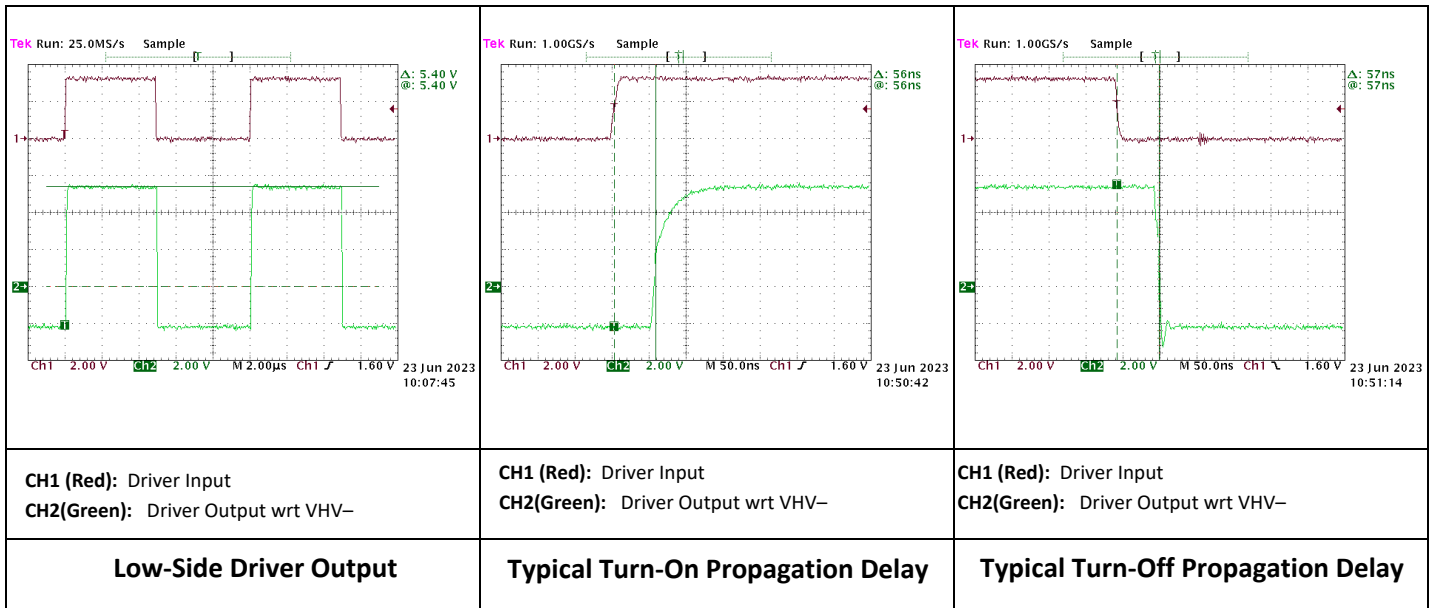 Tek Run: 25.0MS/s Sample
[ T ]
Δ: 5.40 V
@: 5.40 V
1→
T
2→
T
Ch1 2.00 V Ch2 2.00 V M 2.00µs Ch1 1.60 V
23 Jun 2023
10:07:45
Tek Run: 1.00GS/s Sample
[ T ]
Δ: 56ns
@: 56ns
1→
T
2→
T
Ch1 2.00 V Ch2 2.00 V M 50.0ns Ch1 1.60 V
23 Jun 2023
10:50:42
Tek Run: 1.00GS/s Sample
[ T ]
Δ: 57ns
@: 57ns
1→
T
T
2→
Ch1 2.00 V Ch2 2.00 V M 50.0ns Ch1 1.60 V
23 Jun 2023
10:51:14
CH1 (Red): Driver Input
CH2(Green): Driver Output wrt VHV–
CH1 (Red): Driver Input
CH2(Green): Driver Output wrt VHV–
CH1 (Red): Driver Input
CH2(Green): Driver Output wrt VHV–
Low-Side Driver Output
Typical Turn-On Propagation Delay
Typical Turn-Off Propagation Delay